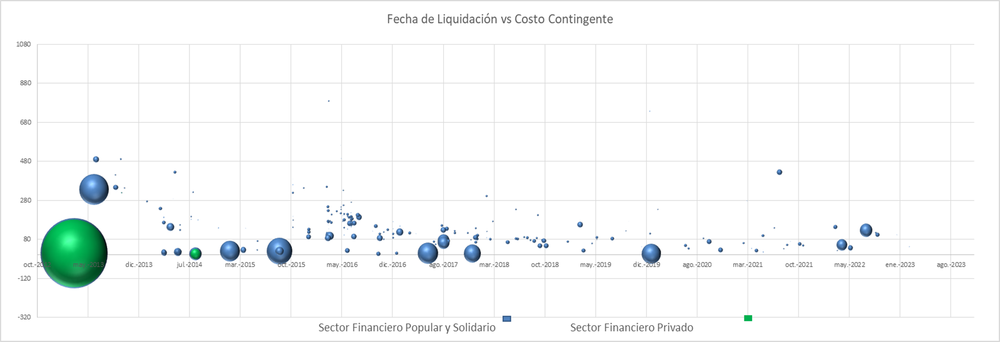 Fecha de Liquidación vs Costo Contingente
1080
880
680
480
280
80
-120
-320
oct.-2012 may.-2013 dic.-2013 jul.-2014 mar.-2015 oct.-2015 may.-2016 dic.-2016 ago.-2017 mar.-2018 oct.-2018 may.-2019 dic.-2019 ago.-2020 mar.-2021 oct.-2021 may.-2022 ene.-2023 ago.-2023
Sector Financiero Popular y Solidario Sector Financiero Privado